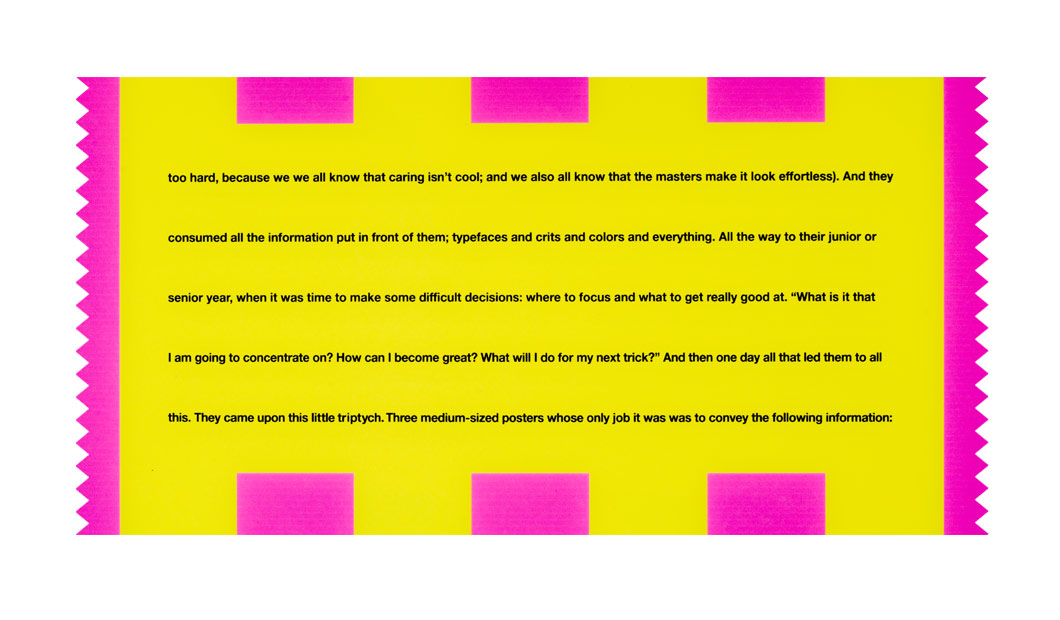 too hard, because we we all know that caring isn't cool; and we also all know that the masters make it look effortless). And they
consumed all the information put in front of them; typefaces and crits and colors and everything. All the way to their junior or
senior year, when it was time to make some difficult decisions: where to focus and what to get really good at. “What is it that
I am going to concentrate on? How can I become great? What will I do for my next trick?” And then one day all that led them to all
this. They came upon this little triptych. Three medium-sized posters whose only job it was was to convey the following information: